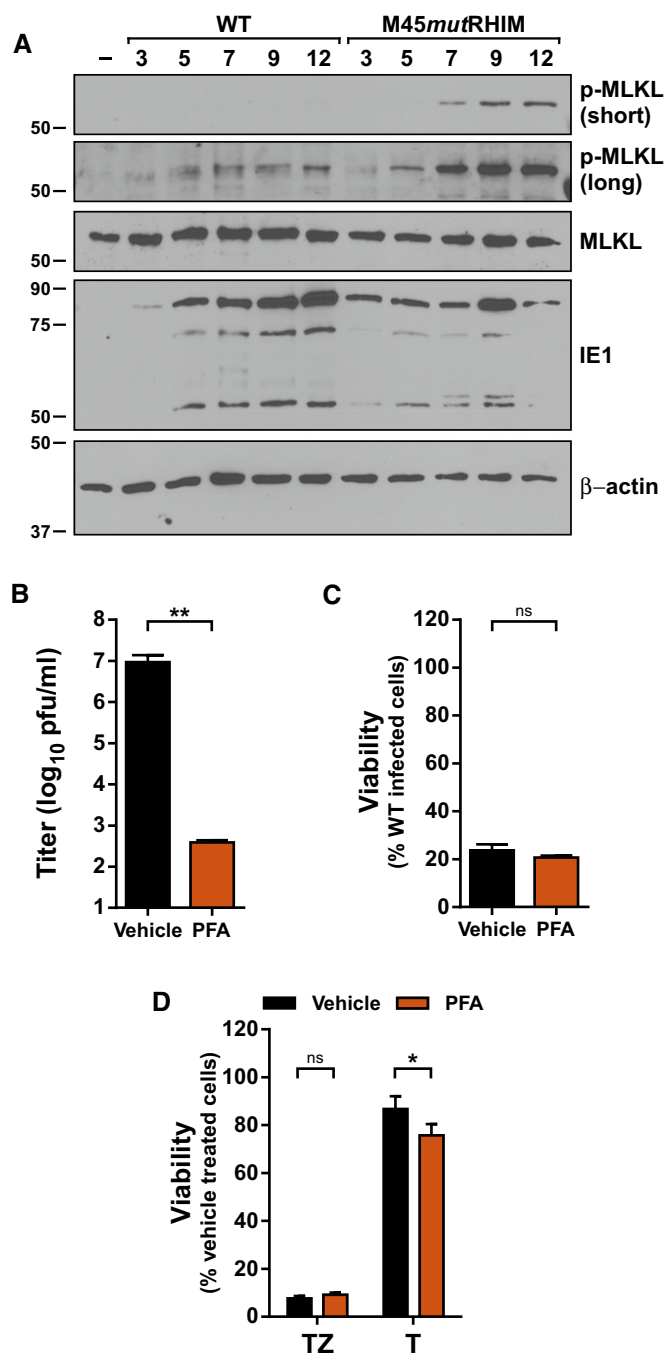 A
WT M45mutRHIM
– 3 5 7 9 12 3 5 7 9 12
p-MLKL
(short)
50
p-MLKL
(long)
50
MLKL
50
90
75
IE1
50
50
β–actin
37
B
**
8
7
6
5
4
3
2
1
Titer (log10 pfu/ml)
Vehicle PFA
C
ns
120
100
80
60
40
20
0
Viability
(% WT infected cells)
Vehicle PFA
D
Vehicle PFA
120
100
80
60
40
20
0
ns
*
Viability
(% vehicle treated cells)
TZ T